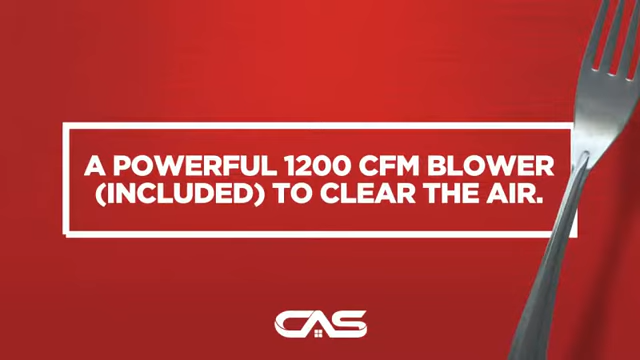 A POWERFUL 1200 CFM BLOWER
(INCLUDED) TO CLEAR THE AIR.
CAS